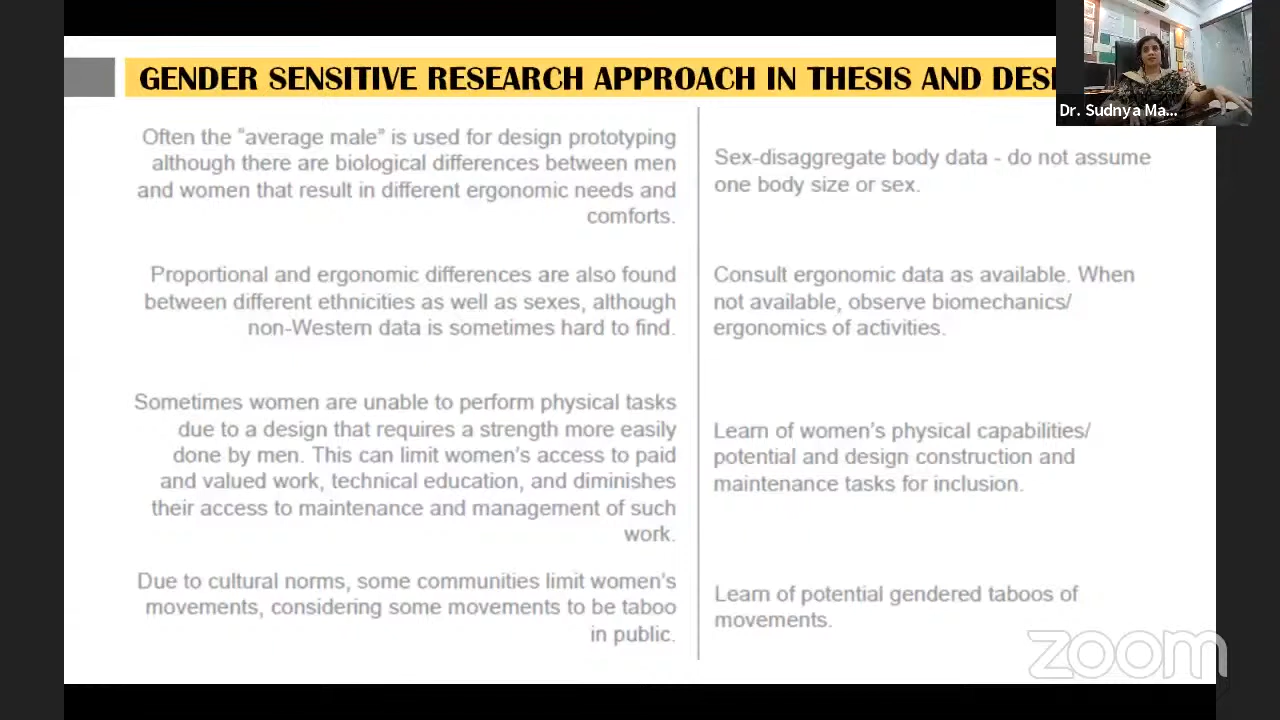 GENDER SENSITIVE RESEARCH APPROACH IN THESIS AND
Dr. Sudnya Ma...
Often the “average male” is used for design prototyping
although there are biological differences between men
and women that result in different ergonomic needs and
comforts.
Sex-disaggregate body data - do not assume
one body size or sex.
Proportional and ergonomic differences are also found
between different ethnicities as well as sexes, although
non-Western data is sometimes hard to find.
Consult ergonomic data as available. When
not available, observe biomechanics/
ergonomics of activities.
Sometimes women are unable to perform physical tasks
due to a design that requires a strength more easily
done by men. This can limit women’s access to paid
and valued work, technical education, and diminishes
their access to maintenance and management of such
work.
Learn of women’s physical capabilities/
potential and design construction and
maintenance tasks for inclusion.
Due to cultural norms, some communities limit women’s
movements, considering some movements to be taboo
in public.
Learn of potential gendered taboos of
movements.
zoom